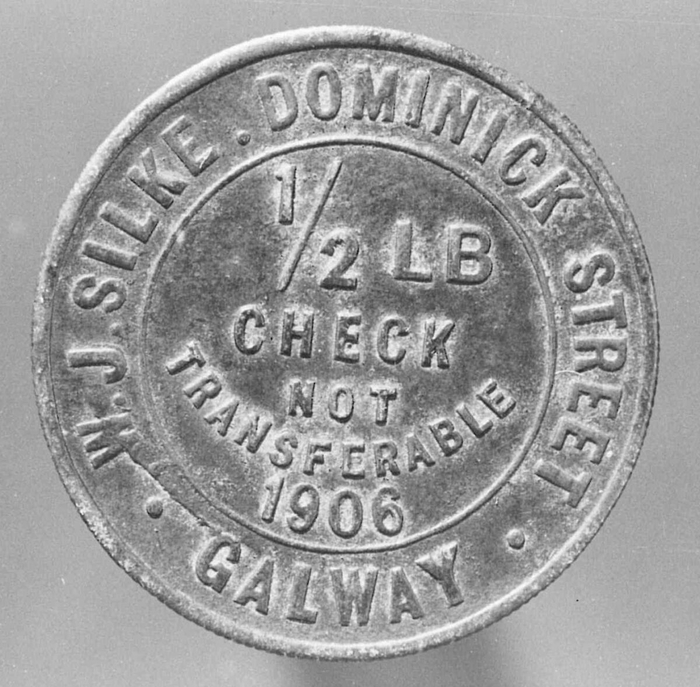 W. J. SILKE. DOMINICK STREET
· GALWAY ·
1/2 LB
CHECK
NOT
TRANSFERABLE
1906